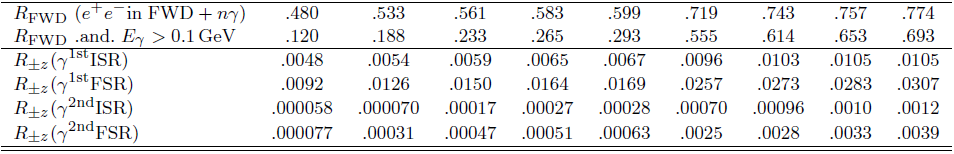 R_FWD (e⁺e⁻in FWD + nγ) .480 .533 .561 .583 .599 .719 .743 .757 .774
R_FWD .and. E_γ > 0.1 GeV .120 .188 .233 .265 .293 .555 .614 .653 .693
R_±z(γ^1st ISR) .0048 .0054 .0059 .0065 .0067 .0096 .0103 .0105 .0105
R_±z(γ^1st FSR) .0092 .0126 .0150 .0164 .0169 .0257 .0273 .0283 .0307
R_±z(γ^2nd ISR) .000058 .000070 .00017 .00027 .00028 .00070 .00096 .0010 .0012
R_±z(γ^2nd FSR) .000077 .00031 .00047 .00051 .00063 .0025 .0028 .0033 .0039